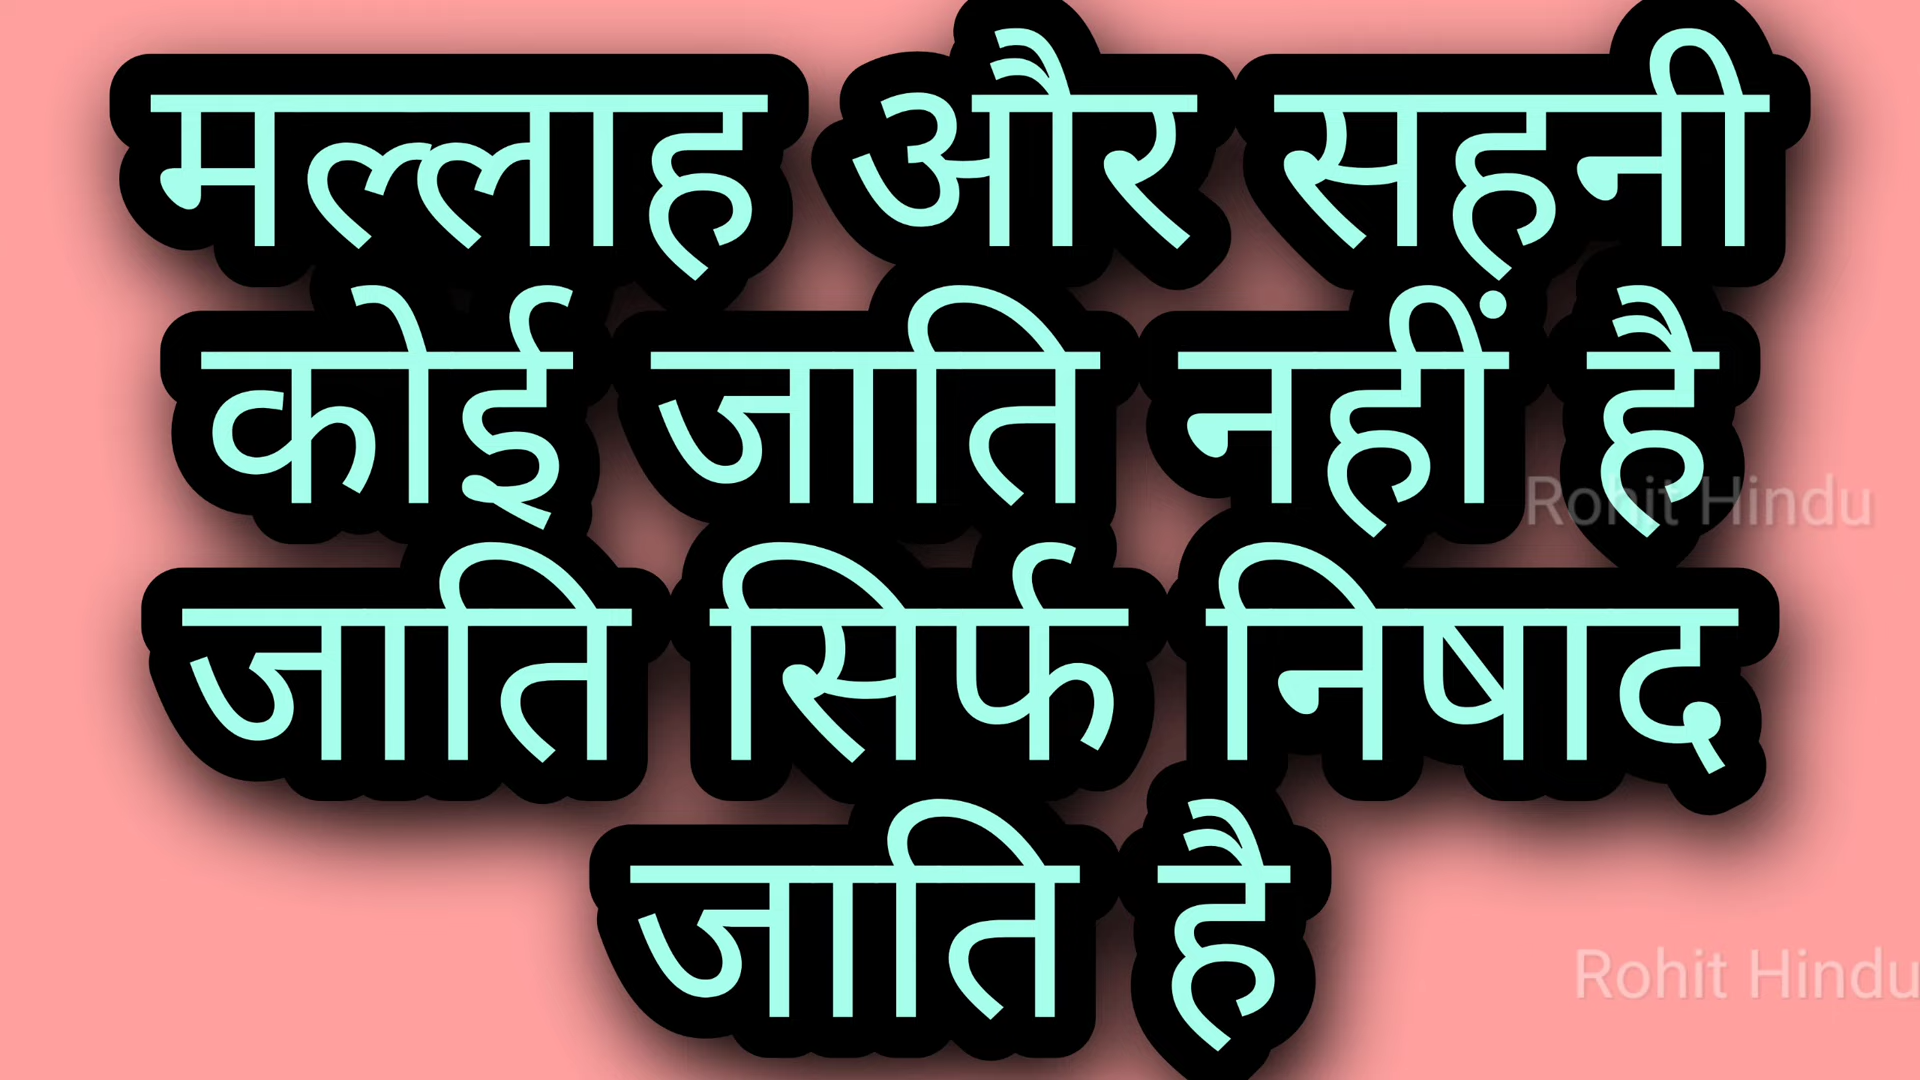 मल्लाह और सहनी
कोई जाति नहीं है
Rohit Hindu
जाति सिर्फ निषाद
जाति है
Rohit Hindu